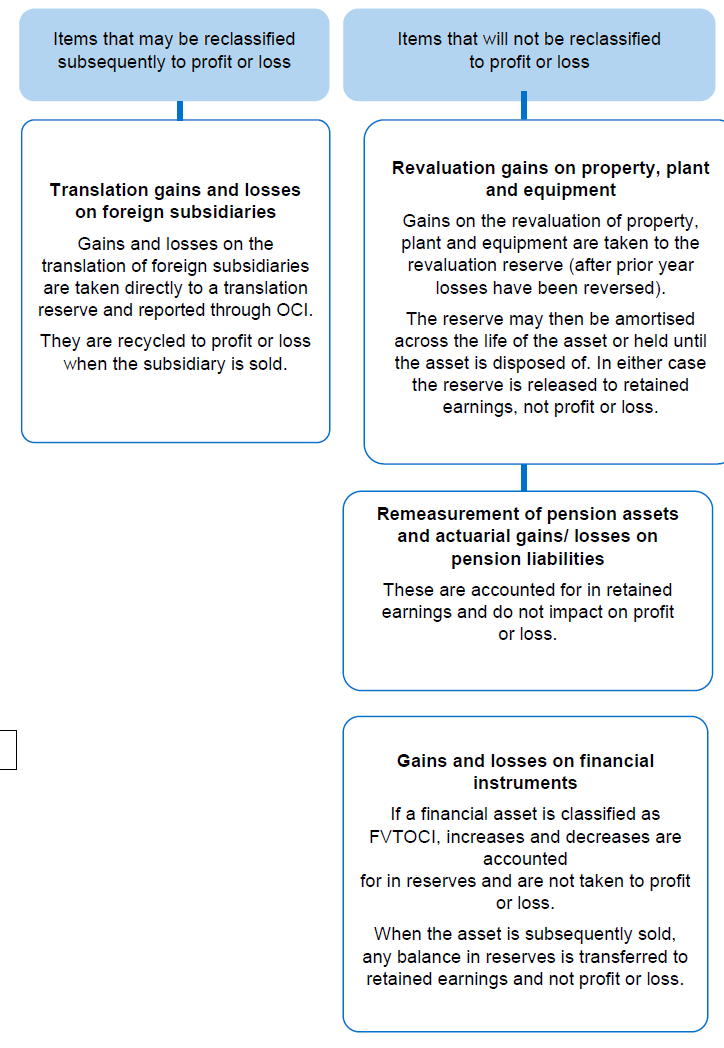 Items that may be reclassified
subsequently to profit or loss
Translation gains and losses
on foreign subsidiaries
Gains and losses on the
translation of foreign subsidiaries
are taken directly to a translation
reserve and reported through OCI.
They are recycled to profit or loss
when the subsidiary is sold.
Items that will not be reclassified
to profit or loss
Revaluation gains on property, plant
and equipment
Gains on the revaluation of property,
plant and equipment are taken to the
revaluation reserve (after prior year
losses have been reversed).
The reserve may then be amortised
across the life of the asset or held until
the asset is disposed of. In either case
the reserve is released to retained
earnings, not profit or loss.
Remeasurement of pension assets
and actuarial gains/ losses on
pension liabilities
These are accounted for in retained
earnings and do not impact on profit
or loss.
Gains and losses on financial
instruments
If a financial asset is classified as
FVTOCI, increases and decreases are
accounted
for in reserves and are not taken to profit
or loss.
When the asset is subsequently sold,
any balance in reserves is transferred to
retained earnings and not profit or loss.